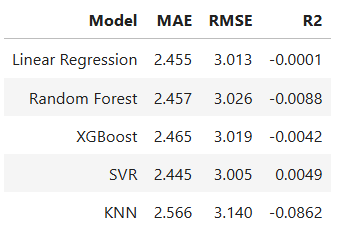 Model MAE RMSE R2
Linear Regression 2.455 3.013 -0.0001
Random Forest 2.457 3.026 -0.0088
XGBoost 2.465 3.019 -0.0042
SVR 2.445 3.005 0.0049
KNN 2.566 3.140 -0.0862